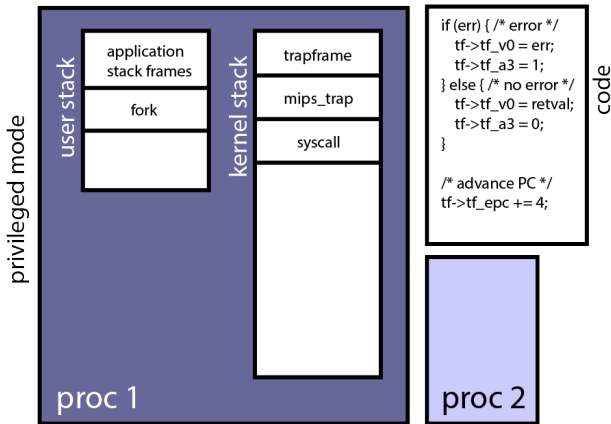 privileged mode
user stack
application
stack frames
fork
kernel stack
trapframe
mips_trap
syscall
proc 1
if (err) { /* error */
tf->tf_v0 = err;
tf->tf_a3 = 1;
} else { /* no error */
tf->tf_v0 = retval;
tf->tf_a3 = 0;
}
/* advance PC */
tf->tf_epc += 4;
code
proc 2